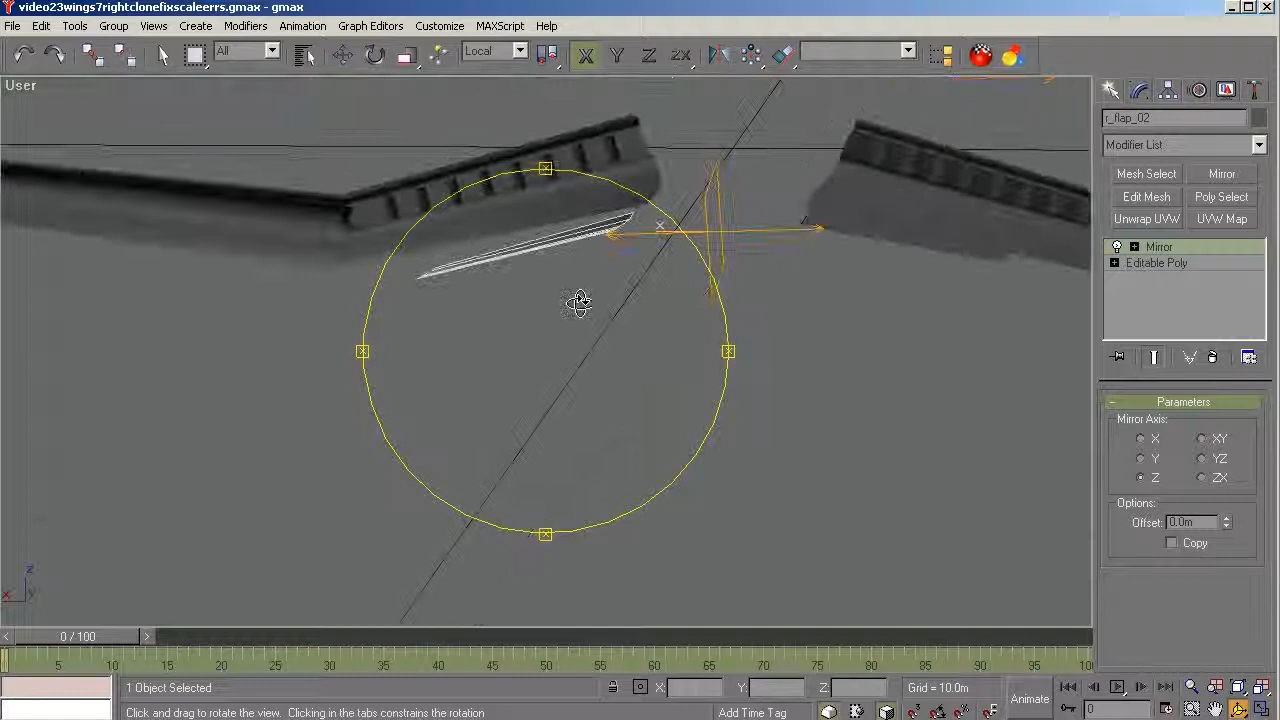 video23wings7rightclonefixscaleerrs.gmax - gmax
File Edit Tools Group Views Create Modifiers Animation Graph Editors Customize MAXScript Help
All Local X Y Z ZX
User
r_flap_02
Modifier List
Mesh Select Mirror
Edit Mesh Poly Select
Unwrap UVW UVW Map
Mirror
Editable Poly
Parameters
Mirror Axis:
X XY
Y YZ
Z ZX
Options:
Offset: 0.0m
Copy
z
x y
0 / 100
5 10 15 20 25 30 35 40 45 50 55 60 65 70 75 80 85 90 95 100
1 Object Selected X: Y: Z: Grid = 10.0m Animate
Click and drag to rotate the view. Clicking in the tabs constrains the rotation Add Time Tag 0